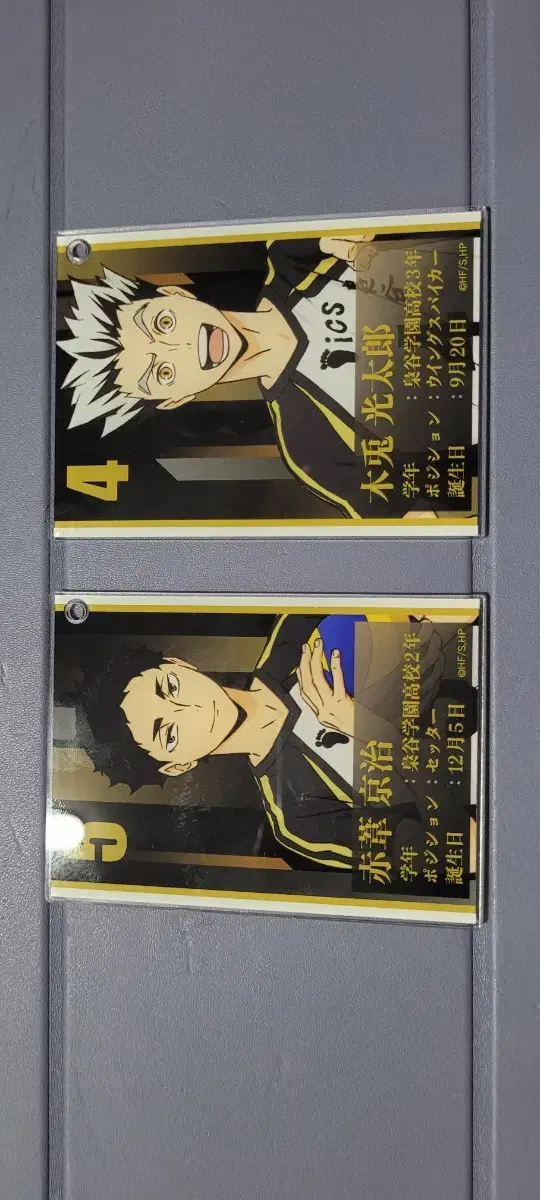 4
木兎 光太郎
学年 : 梟谷学園高校3年
ポジション : ウイングスパイカー
誕生日 : 9月20日
©HF/S,HP
ics
5
赤葦 京治
学年 : 梟谷学園高校2年
ポジション : セッター
誕生日 : 12月5日
©HF/S,HP